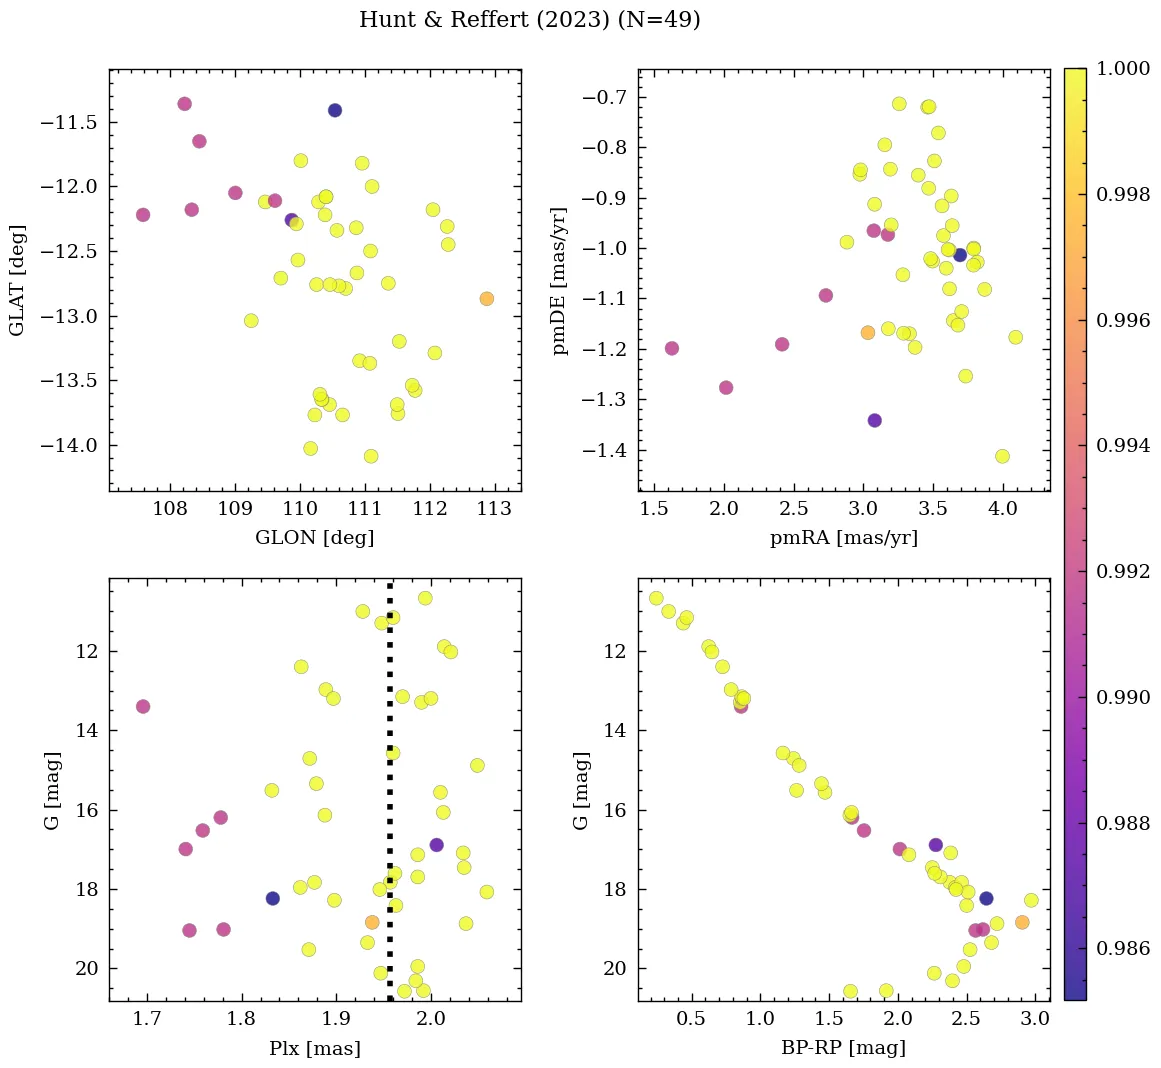 Hunt & Reffert (2023) (N=49)
−11.5
−12.0
−12.5
−13.0
−13.5
−14.0
GLAT [deg]
108 109 110 111 112 113
GLON [deg]
−0.7
−0.8
−0.9
−1.0
−1.1
−1.2
−1.3
−1.4
pmDE [mas/yr]
1.5 2.0 2.5 3.0 3.5 4.0
pmRA [mas/yr]
1.000
0.998
0.996
0.994
0.992
0.990
0.988
0.986
12
14
16
18
20
G [mag]
1.7 1.8 1.9 2.0
Plx [mas]
12
14
16
18
20
G [mag]
0.5 1.0 1.5 2.0 2.5 3.0
BP-RP [mag]